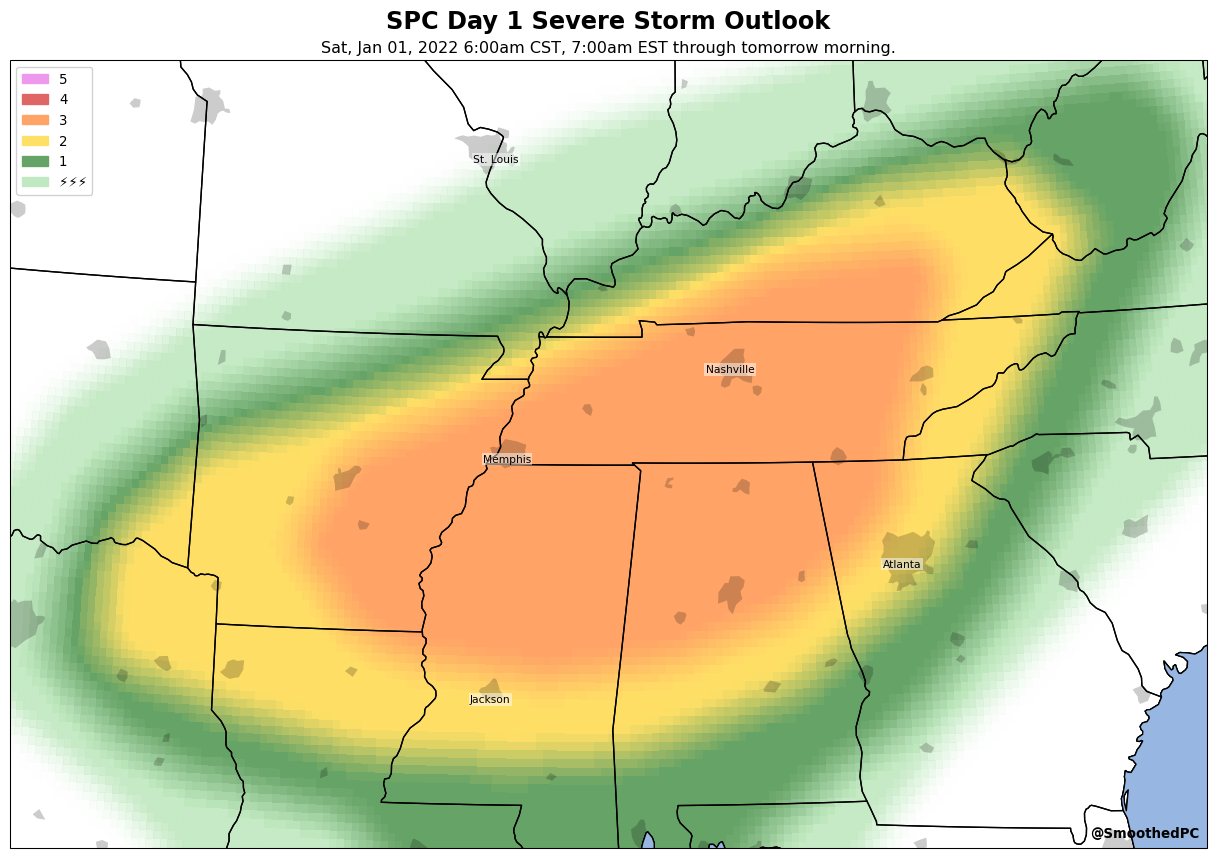 SPC Day 1 Severe Storm Outlook
Sat, Jan 01, 2022 6:00am CST, 7:00am EST through tomorrow morning.
5
4
3
2
1
⚡⚡⚡
St. Louis
Nashville
Memphis
Atlanta
Jackson
@SmoothedPC